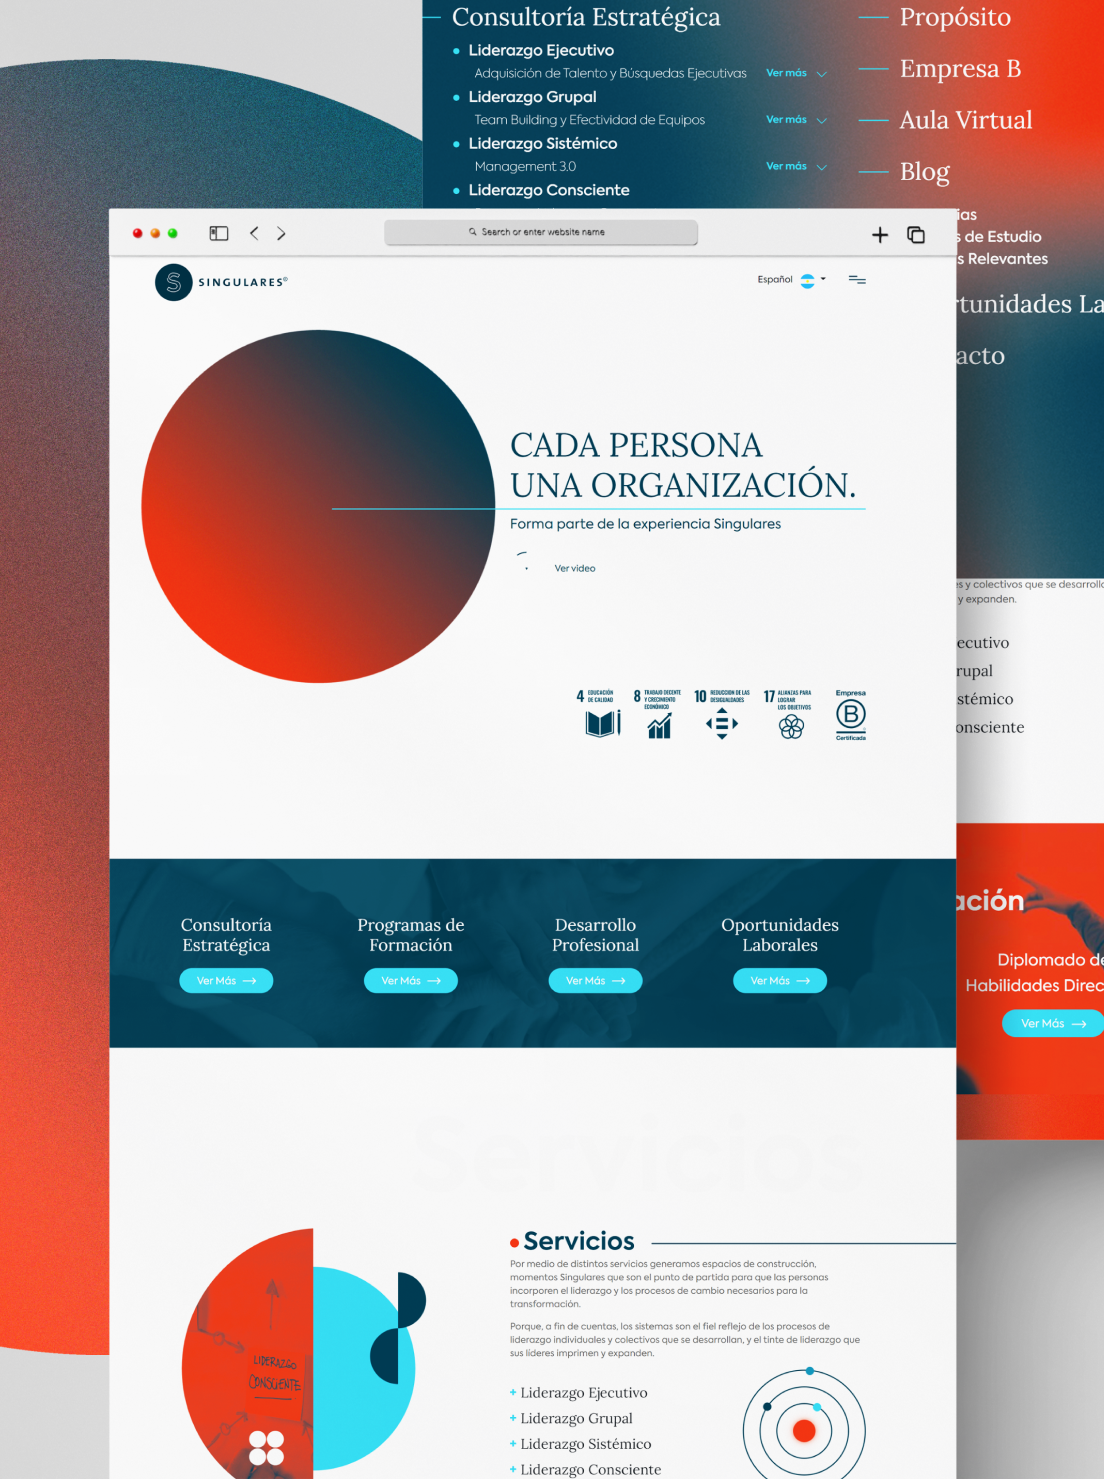 Consultoría Estratégica
Liderazgo Ejecutivo
Adquisición de Talento y Búsquedas Ejecutivas
Ver más
Liderazgo Grupal
Team Building y Efectividad de Equipos
Ver más
Liderazgo Sistémico
Management 3.0
Ver más
Liderazgo Consciente
Propósito
Empresa B
Aula Virtual
Blog
ias
s de Estudio
s Relevantes
rtunidades La
acto
Search or enter website name
S
SINGULARES®
Español
CADA PERSONA
UNA ORGANIZACIÓN.
Forma parte de la experiencia Singulares
Ver video
4 EDUCACIÓN
DE CALIDAD
8 TRABAJO DECENTE
Y CRECIMIENTO
ECONÓMICO
10 REDUCCION DE LAS
DESIGUALDADES
17 ALIANZAS PARA
LOGRAR
LOS OBJETIVOS
Empresa
B
Certificada
es y colectivos que se desarrolla
y expanden.
ecutivo
rupal
stémico
onsciente
Consultoría
Estratégica
Ver Más
Programas de
Formación
Ver Más
Desarrollo
Profesional
Ver Más
Oportunidades
Laborales
Ver Más
ación
Diplomado de
Habilidades Direc
Ver Más
Servicios
Servicios
Por medio de distintos servicios generamos espacios de construcción,
momentos Singulares que son el punto de partida para que las personas
incorporen el liderazgo y los procesos de cambio necesarios para la
transformación.
Porque, a fin de cuentas, los sistemas son el fiel reflejo de los procesos de
liderazgo individuales y colectivos que se desarrollan, y el tinte de liderazgo que
sus líderes imprimen y expanden.
LIDERAZGO
CONSCIENTE
+ Liderazgo Ejecutivo
+ Liderazgo Grupal
+ Liderazgo Sistémico
+ Liderazgo Consciente